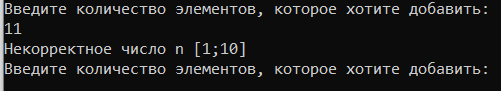 Введите количество элементов, которое хотите добавить:
11
Некорректное число n [1;10]
Введите количество элементов, которое хотите добавить: